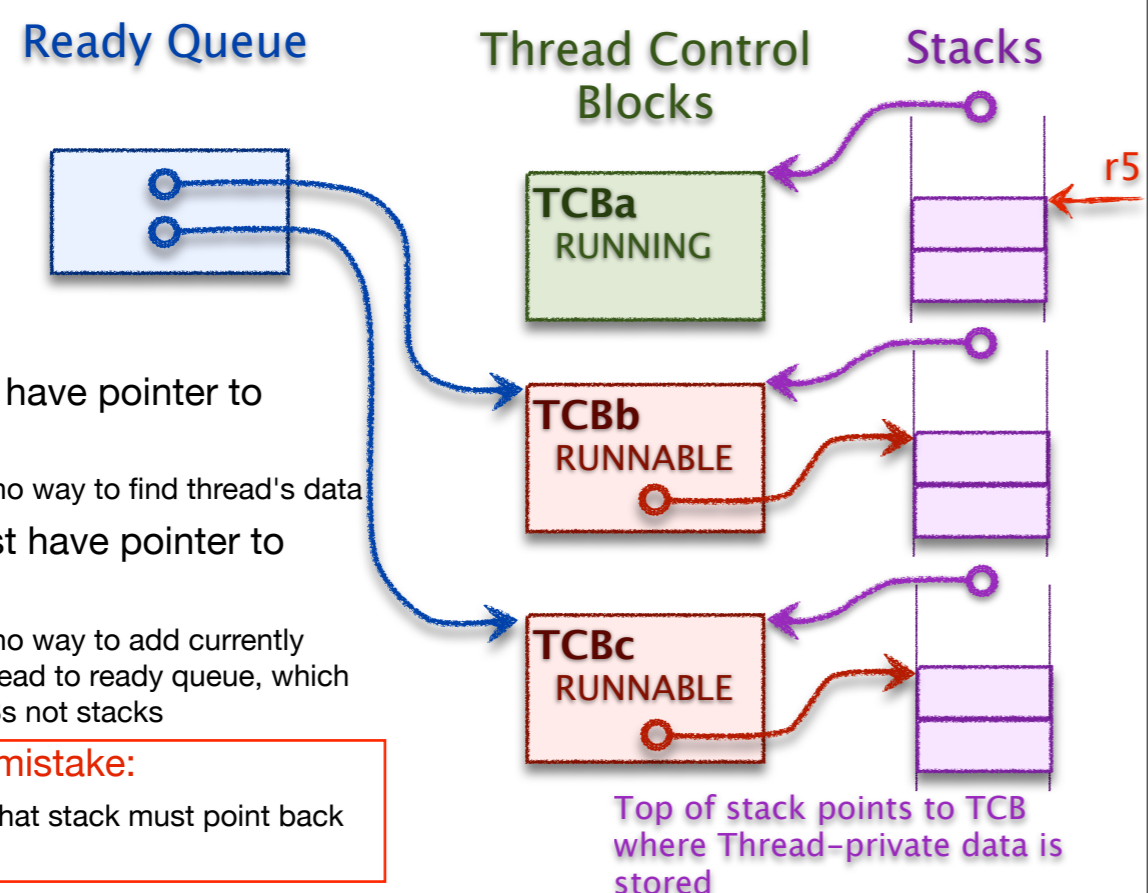 Ready Queue
Thread Control
Blocks
Stacks
r5
TCBa
RUNNING
TCBb
RUNNABLE
TCBc
RUNNABLE
have pointer to
no way to find thread's data
st have pointer to
no way to add currently
ead to ready queue, which
s not stacks
mistake:
hat stack must point back
Top of stack points to TCB
where Thread-private data is
stored